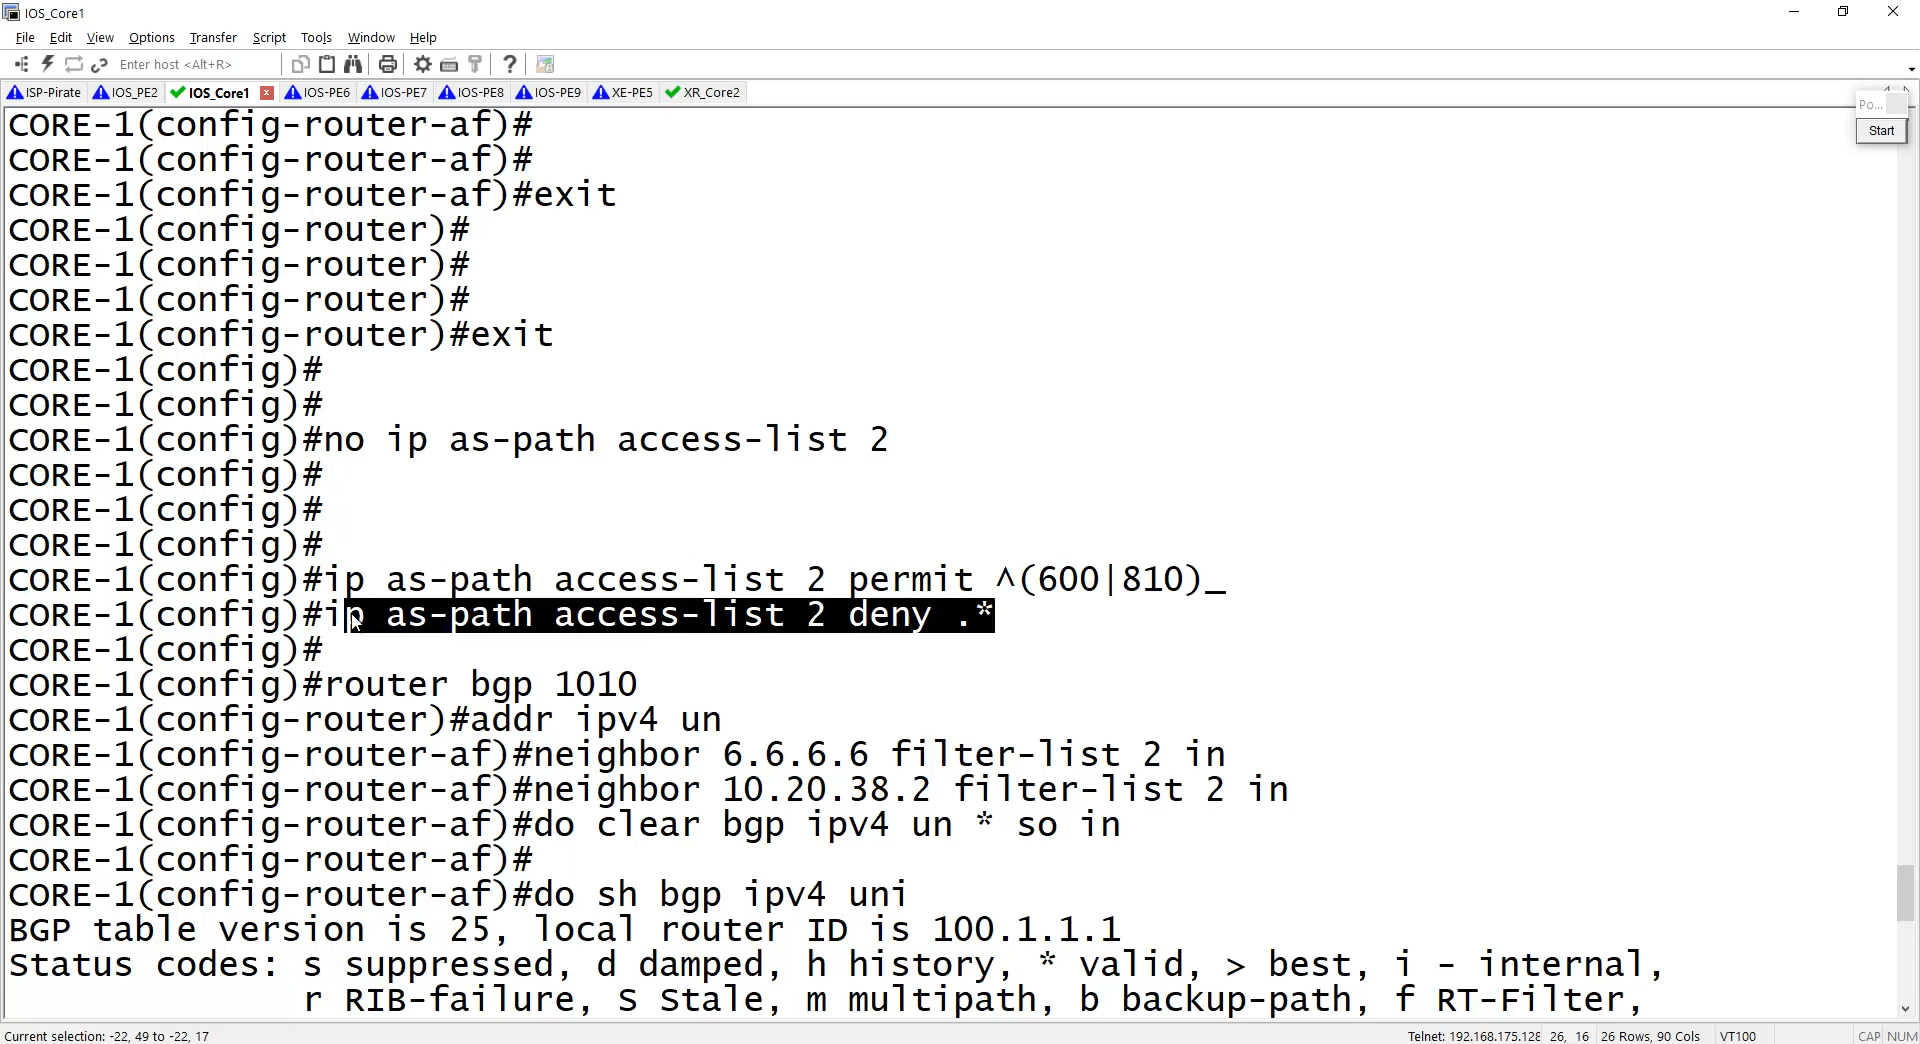 IOS_Core1
File Edit View Options Transfer Script Tools Window Help
Enter host <Alt+R>
ISP-Pirate IOS_PE2 IOS_Core1 IOS-PE6 IOS-PE7 IOS-PE8 IOS-PE9 XE-PE5 XR_Core2
Po...
Start
CORE-1(config-router-af)#
CORE-1(config-router-af)#
CORE-1(config-router-af)#exit
CORE-1(config-router)#
CORE-1(config-router)#
CORE-1(config-router)#
CORE-1(config-router)#exit
CORE-1(config)#
CORE-1(config)#
CORE-1(config)#no ip as-path access-list 2
CORE-1(config)#
CORE-1(config)#
CORE-1(config)#
CORE-1(config)#ip as-path access-list 2 permit ^(600|810)_
CORE-1(config)#ip as-path access-list 2 deny .*
CORE-1(config)#
CORE-1(config)#router bgp 1010
CORE-1(config-router)#addr ipv4 un
CORE-1(config-router-af)#neighbor 6.6.6.6 filter-list 2 in
CORE-1(config-router-af)#neighbor 10.20.38.2 filter-list 2 in
CORE-1(config-router-af)#do clear bgp ipv4 un * so in
CORE-1(config-router-af)#
CORE-1(config-router-af)#do sh bgp ipv4 uni
BGP table version is 25, local router ID is 100.1.1.1
Status codes: s suppressed, d damped, h history, * valid, > best, i - internal,
r RIB-failure, S Stale, m multipath, b backup-path, f RT-Filter,
Current selection: -22, 49 to -22, 17 Telnet: 192.168.175.128 26, 16 26 Rows, 90 Cols VT100 CAP NUM